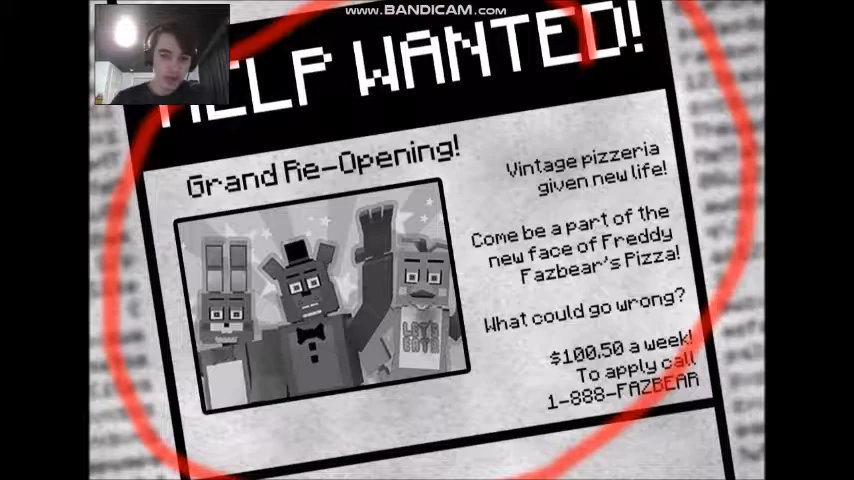 www.BANDICAM.com
HELP WANTED!
Grand Re-Opening!
Vintage pizzeria
given new life!
Come be a part of the
new face of Freddy
Fazbear's Pizza!
What could go wrong?
$100.50 a week!
To apply call
1-888-FAZBEAR
LET'S
EAT!